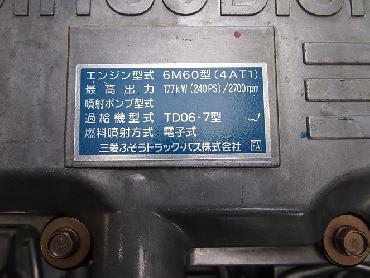 エンジン型式 6M60型(4AT1)
最高出力 177kW(240PS)/2700rpm
噴射ポンプ型式
過給機型式 TD06-7型
燃料噴射方式 電子式
三菱ふそうトラック・バス株式会社 FA